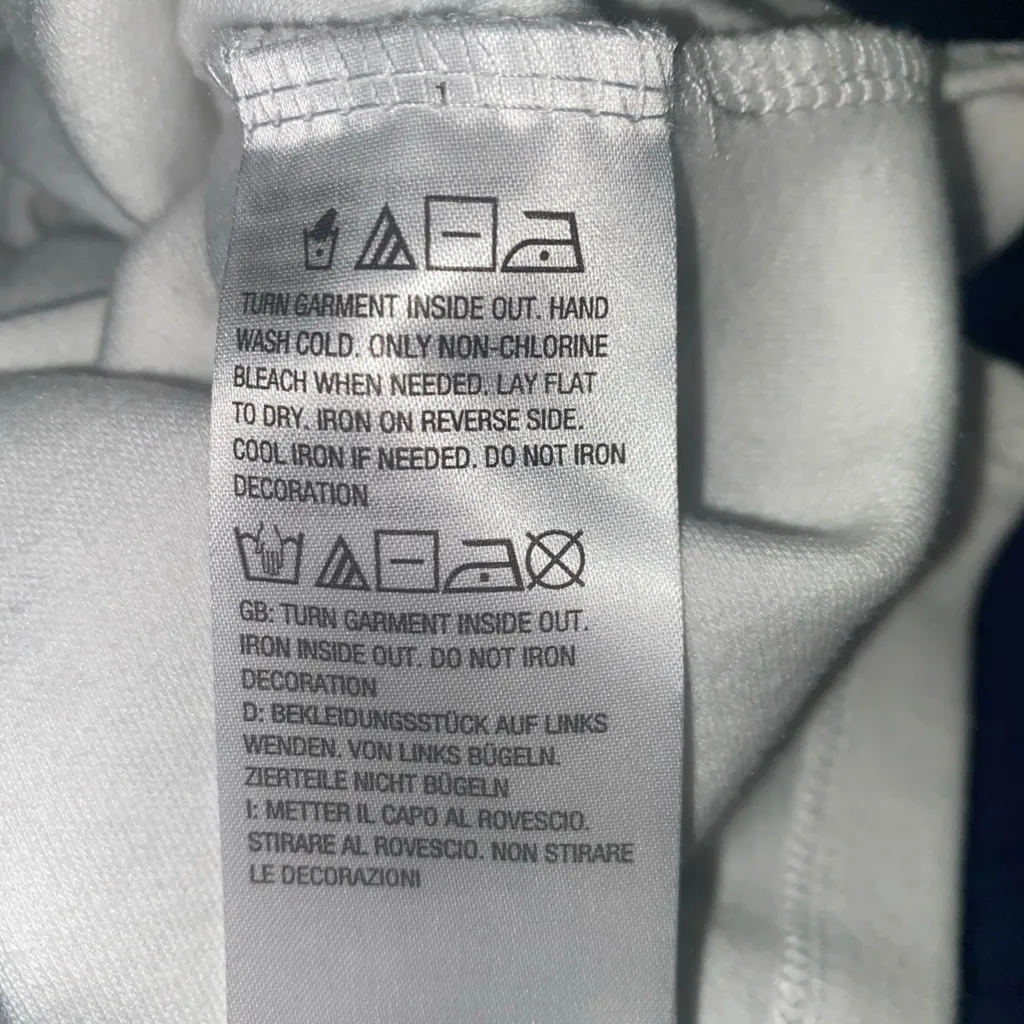 1
TURN GARMENT INSIDE OUT. HAND
WASH COLD. ONLY NON-CHLORINE
BLEACH WHEN NEEDED. LAY FLAT
TO DRY. IRON ON REVERSE SIDE.
COOL IRON IF NEEDED. DO NOT IRON
DECORATION
GB: TURN GARMENT INSIDE OUT.
IRON INSIDE OUT. DO NOT IRON
DECORATION
D: BEKLEIDUNGSSTÜCK AUF LINKS
WENDEN. VON LINKS BÜGELN.
ZIERTEILE NICHT BÜGELN
I: METTER IL CAPO AL ROVESCIO.
STIRARE AL ROVESCIO. NON STIRARE
LE DECORAZIONI